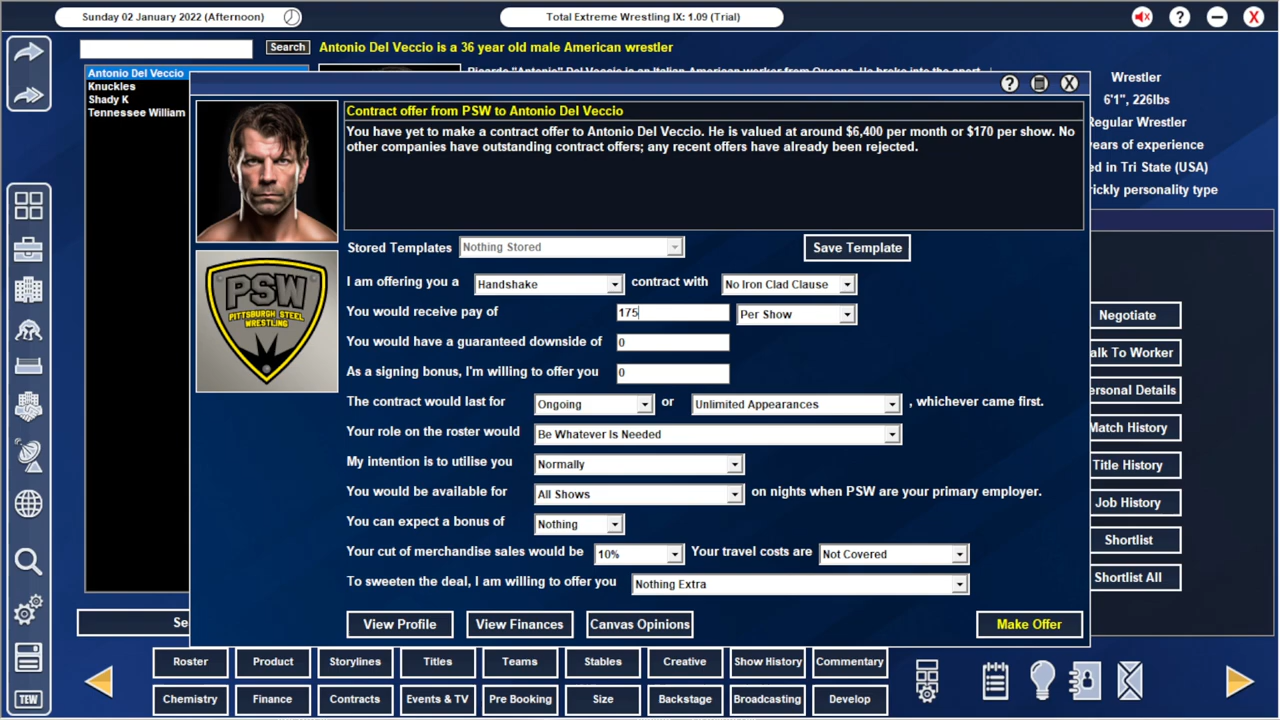 Sunday 02 January 2022 (Afternoon)
Total Extreme Wrestling IX: 1.09 (Trial)
Search
Antonio Del Veccio is a 36 year old male American wrestler
Antonio Del Veccio
Knuckles
Shady K
Tennessee William
Wrestler
6'1", 226lbs
Regular Wrestler
years of experience
ed in Tri State (USA)
rickly personality type
Contract offer from PSW to Antonio Del Veccio
You have yet to make a contract offer to Antonio Del Veccio. He is valued at around $6,400 per month or $170 per show. No
other companies have outstanding contract offers; any recent offers have already been rejected.
PSW
PITTSBURGH STEEL
WRESTLING
Stored Templates Nothing Stored Save Template
I am offering you a Handshake contract with No Iron Clad Clause
You would receive pay of 175 Per Show
You would have a guaranteed downside of 0
As a signing bonus, I'm willing to offer you 0
The contract would last for Ongoing or Unlimited Appearances , whichever came first.
Your role on the roster would Be Whatever Is Needed
My intention is to utilise you Normally
You would be available for All Shows on nights when PSW are your primary employer.
You can expect a bonus of Nothing
Your cut of merchandise sales would be 10% Your travel costs are Not Covered
To sweeten the deal, I am willing to offer you Nothing Extra
View Profile View Finances Canvas Opinions Make Offer
Negotiate
alk To Worker
ersonal Details
Match History
Title History
Job History
Shortlist
Shortlist All
Se
Roster Product Storylines Titles Teams Stables Creative Show History Commentary
Chemistry Finance Contracts Events & TV Pre Booking Size Backstage Broadcasting Develop
TEW